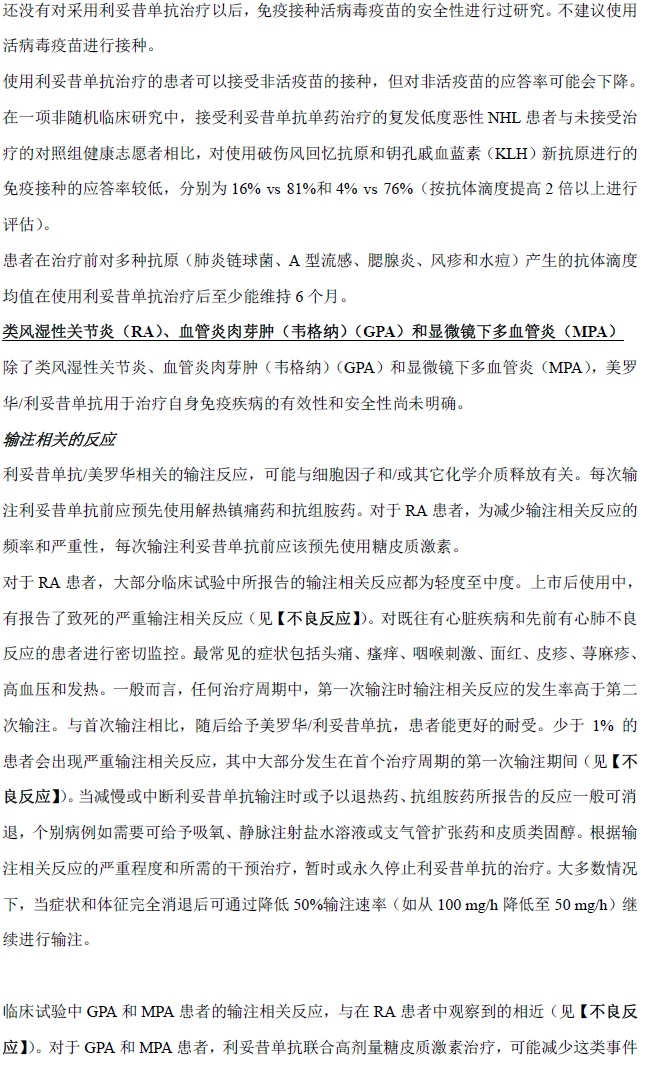 还没有对采用利妥昔单抗治疗以后，免疫接种活病毒疫苗的安全性进行过研究。不建议使用
活病毒疫苗进行接种。
使用利妥昔单抗治疗的患者可以接受非活疫苗的接种，但对非活疫苗的应答率可能会下降。
在一项非随机临床研究中，接受利妥昔单抗单药治疗的复发低度恶性 NHL 患者与未接受治
疗的对照组健康志愿者相比，对使用破伤风回忆抗原和钥孔戚血蓝素（KLH）新抗原进行的
免疫接种的应答率较低，分别为 16% vs 81%和 4% vs 76%（按抗体滴度提高 2 倍以上进行
评估）。
患者在治疗前对多种抗原（肺炎链球菌、A 型流感、腮腺炎、风疹和水痘）产生的抗体滴度
均值在使用利妥昔单抗治疗后至少能维持 6 个月。
类风湿性关节炎（RA）、血管炎肉芽肿（韦格纳）（GPA）和显微镜下多血管炎（MPA）
除了类风湿性关节炎、血管炎肉芽肿（韦格纳）（GPA）和显微镜下多血管炎（MPA），美罗
华/利妥昔单抗用于治疗自身免疫疾病的有效性和安全性尚未明确。
输注相关的反应
利妥昔单抗/美罗华相关的输注反应，可能与细胞因子和/或其它化学介质释放有关。每次输
注利妥昔单抗前应预先使用解热镇痛药和抗组胺药。对于 RA 患者，为减少输注相关反应的
频率和严重性，每次输注利妥昔单抗前应该预先使用糖皮质激素。
对于 RA 患者，大部分临床试验中所报告的输注相关反应都为轻度至中度。上市后使用中，
有报告了致死的严重输注相关反应（见【不良反应】）。对既往有心脏疾病和先前有心肺不良
反应的患者进行密切监控。最常见的症状包括头痛、瘙痒、咽喉刺激、面红、皮疹、荨麻疹、
高血压和发热。一般而言，任何治疗周期中，第一次输注时输注相关反应的发生率高于第二
次输注。与首次输注相比，随后给予美罗华/利妥昔单抗，患者能更好的耐受。少于 1% 的
患者会出现严重输注相关反应，其中大部分发生在首个治疗周期的第一次输注期间（见【不
良反应】）。当减慢或中断利妥昔单抗输注时或予以退热药、抗组胺药所报告的反应一般可消
退，个别病例如需要可给予吸氧、静脉注射盐水溶液或支气管扩张药和皮质类固醇。根据输
注相关反应的严重程度和所需的干预治疗，暂时或永久停止利妥昔单抗的治疗。大多数情况
下，当症状和体征完全消退后可通过降低 50%输注速率（如从 100 mg/h 降低至 50 mg/h）继
续进行输注。
临床试验中 GPA 和 MPA 患者的输注相关反应，与在 RA 患者中观察到的相近（见【不良反
应】）。对于 GPA 和 MPA 患者，利妥昔单抗联合高剂量糖皮质激素治疗，可能减少这类事件